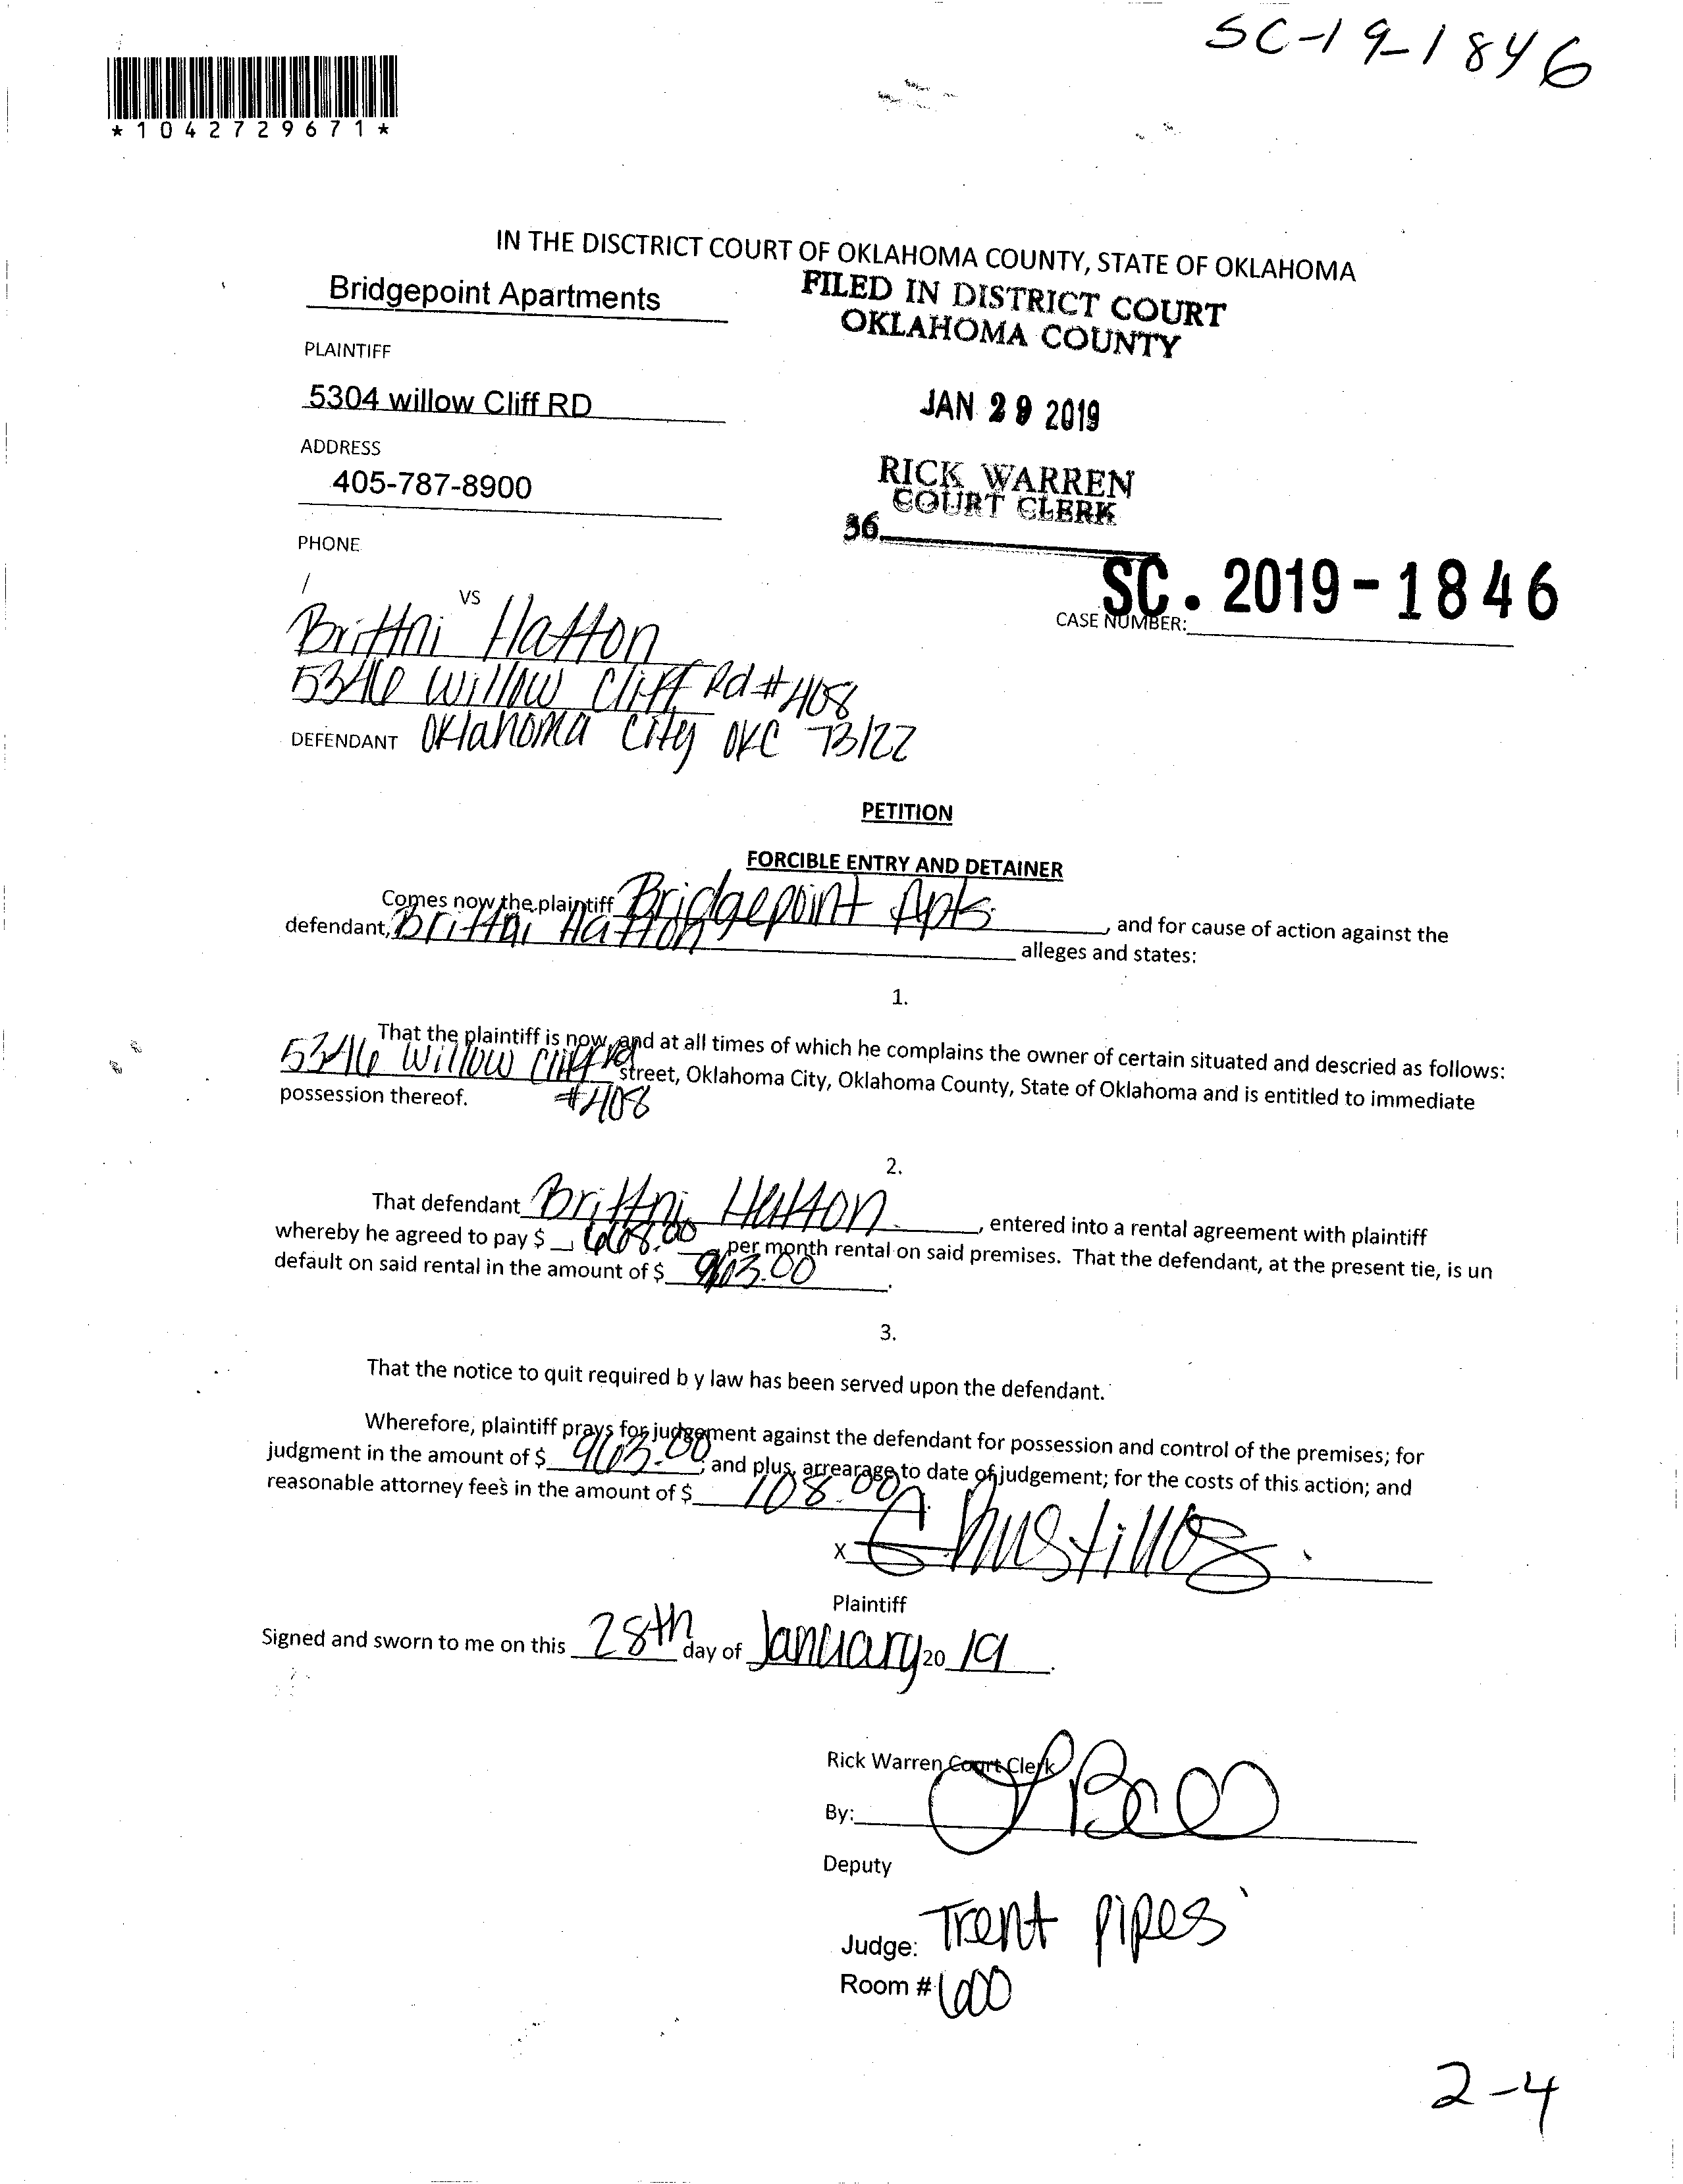 SC-19-1846
*1042729671*
IN THE DISCTRICT COURT OF OKLAHOMA COUNTY, STATE OF OKLAHOMA
Bridgepoint Apartments
FILED IN DISTRICT COURT
OKLAHOMA COUNTY
PLAINTIFF
5304 willow Cliff RD
JAN 29 2019
ADDRESS
405-787-8900
RICK WARREN
COURT CLERK
36
PHONE
VS
SC. 2019-1846
CASE NUMBER:
Brittni Hatton
5346 Willow Cliff Rd #408
DEFENDANT Oklahoma City OKC 73122
PETITION
FORCIBLE ENTRY AND DETAINER
Comes now the plaintiff Bridgepoint Apts, and for cause of action against the
defendant, Brittni Hatton alleges and states:
1.
That the plaintiff is now, and at all times of which he complains the owner of certain situated and descried as follows:
5346 Willow Cliff Rd street, Oklahoma City, Oklahoma County, State of Oklahoma and is entitled to immediate
possession thereof. #408
2.
That defendant Brittni Hatton, entered into a rental agreement with plaintiff
whereby he agreed to pay $ 668.00 per month rental on said premises. That the defendant, at the present tie, is un
default on said rental in the amount of $ 963.00.
3.
That the notice to quit required b y law has been served upon the defendant.
Wherefore, plaintiff prays for judgement against the defendant for possession and control of the premises; for
judgment in the amount of $ 963.00; and plus, arrearage to date of judgement; for the costs of this action; and
reasonable attorney fees in the amount of $ 108.00.
X
Plaintiff
Signed and sworn to me on this 28th day of January 20 19.
Rick Warren Court Clerk
By:
Deputy
Judge: Trent Pipes
Room # 600
2-4